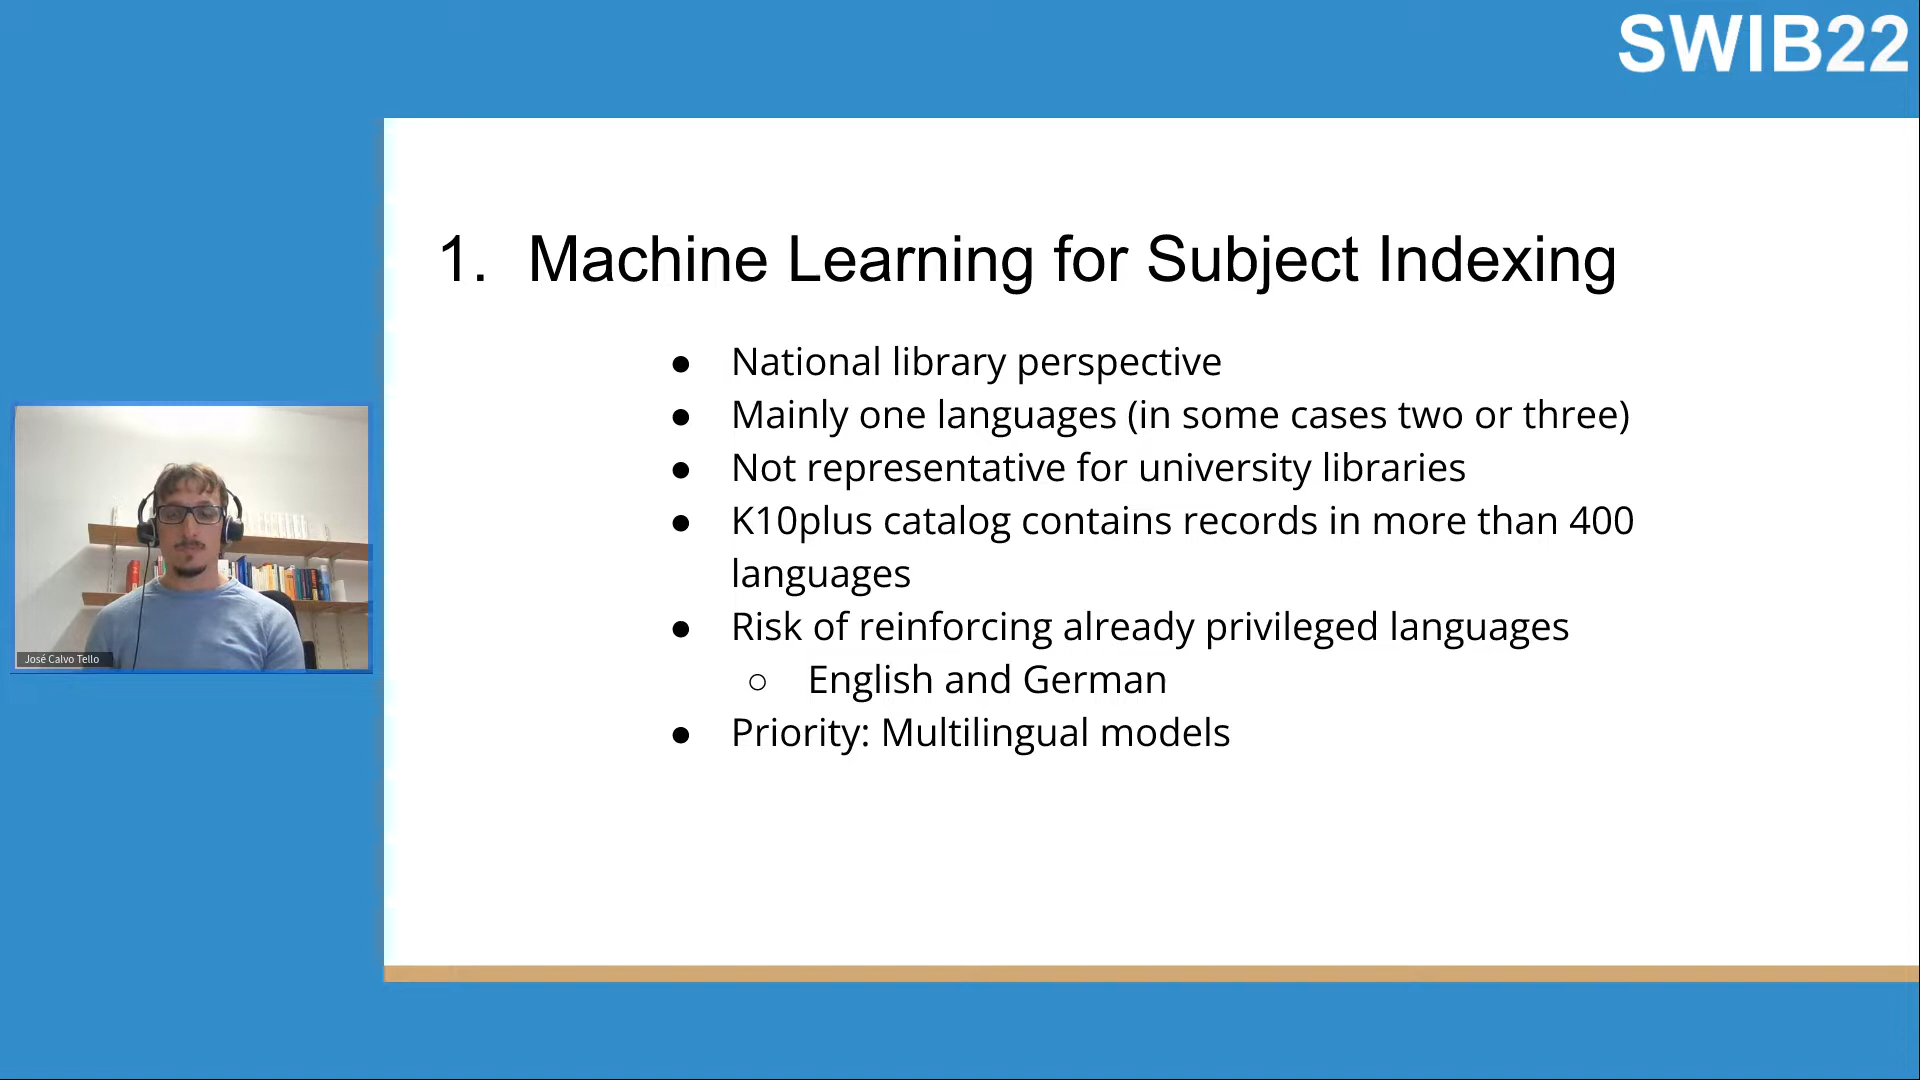 SWIB22
1. Machine Learning for Subject Indexing
● National library perspective
● Mainly one languages (in some cases two or three)
● Not representative for university libraries
● K10plus catalog contains records in more than 400
languages
● Risk of reinforcing already privileged languages
○ English and German
● Priority: Multilingual models
José Calvo Tello